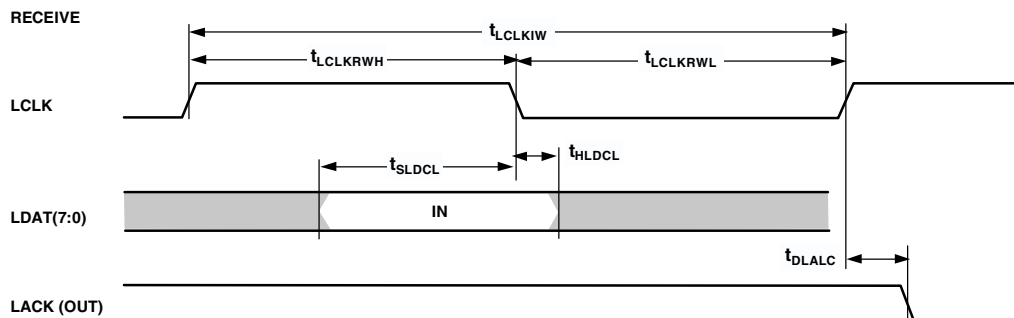 RECEIVE
tLCLKIW
tLCLKRWH
tLCLKRWL
LCLK
tHLDCL
tSLDCL
LDAT(7:0)
IN
tDLALC
LACK (OUT)